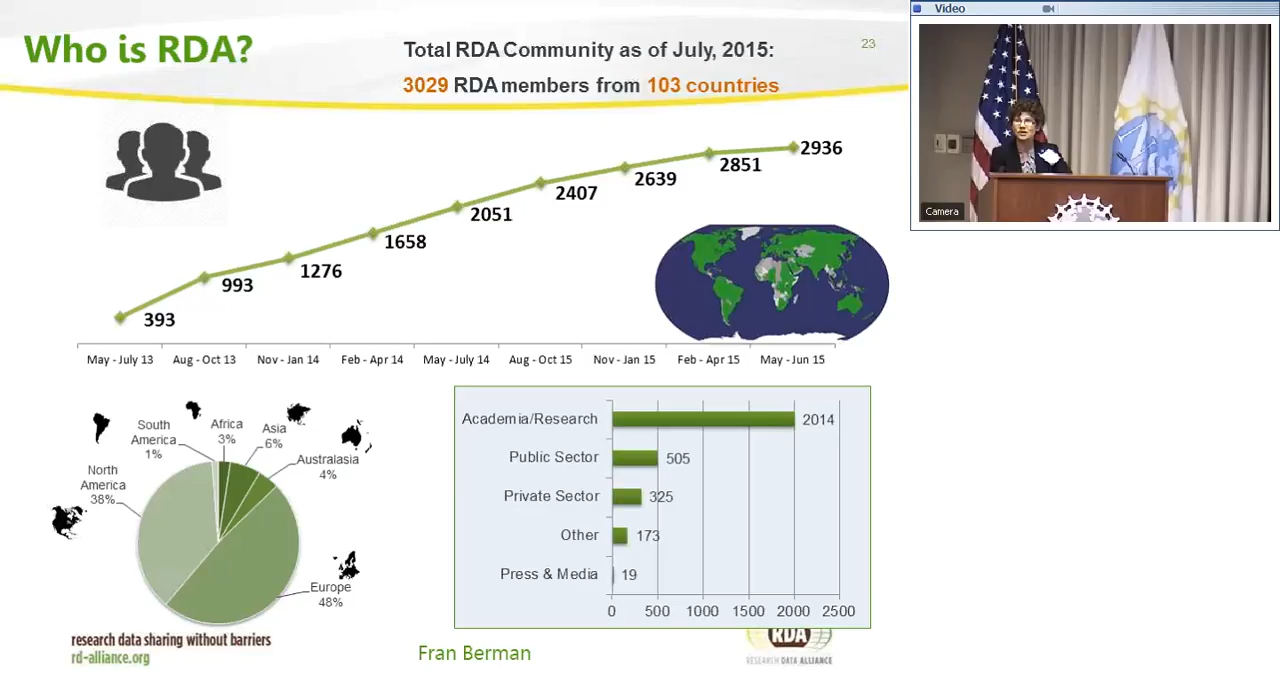 Who is RDA?
Total RDA Community as of July, 2015:
3029 RDA members from 103 countries
23
Video
Camera
2936
2851
2639
2407
2051
1658
1276
993
393
May - July 13
Aug - Oct 13
Nov - Jan 14
Feb - Apr 14
May - July 14
Aug - Oct 15
Nov - Jan 15
Feb - Apr 15
May - Jun 15
South
America
1%
Africa
3%
Asia
6%
Australasia
4%
North
America
38%
Europe
48%
Academia/Research
2014
Public Sector
505
Private Sector
325
Other
173
Press & Media
19
0
500
1000
1500
2000
2500
research data sharing without barriers
rd-alliance.org
Fran Berman
RDA
RESEARCH DATA ALLIANCE